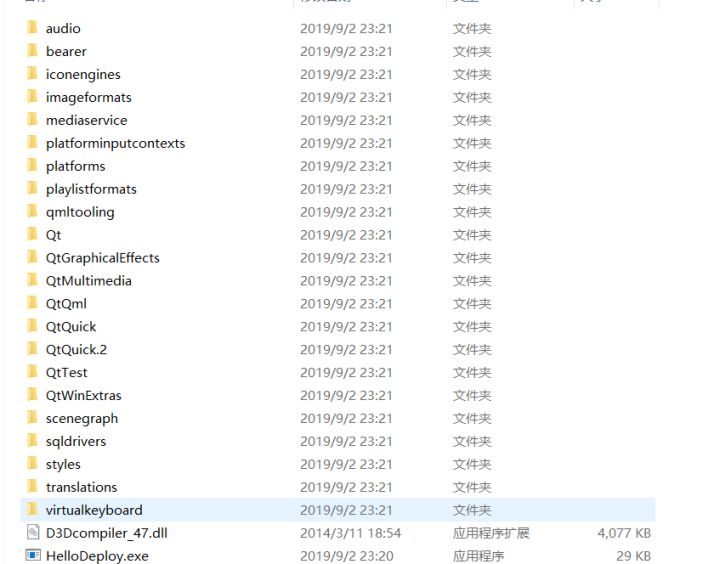 audio 2019/9/2 23:21 文件夹
bearer 2019/9/2 23:21 文件夹
iconengines 2019/9/2 23:21 文件夹
imageformats 2019/9/2 23:21 文件夹
mediaservice 2019/9/2 23:21 文件夹
platforminputcontexts 2019/9/2 23:21 文件夹
platforms 2019/9/2 23:21 文件夹
playlistformats 2019/9/2 23:21 文件夹
qmltooling 2019/9/2 23:21 文件夹
Qt 2019/9/2 23:21 文件夹
QtGraphicalEffects 2019/9/2 23:21 文件夹
QtMultimedia 2019/9/2 23:21 文件夹
QtQml 2019/9/2 23:21 文件夹
QtQuick 2019/9/2 23:21 文件夹
QtQuick.2 2019/9/2 23:21 文件夹
QtTest 2019/9/2 23:21 文件夹
QtWinExtras 2019/9/2 23:21 文件夹
scenegraph 2019/9/2 23:21 文件夹
sqldrivers 2019/9/2 23:21 文件夹
styles 2019/9/2 23:21 文件夹
translations 2019/9/2 23:21 文件夹
virtualkeyboard 2019/9/2 23:21 文件夹
D3Dcompiler_47.dll 2014/3/11 18:54 应用程序扩展 4,077 KB
HelloDeploy.exe 2019/9/2 23:20 应用程序 29 KB